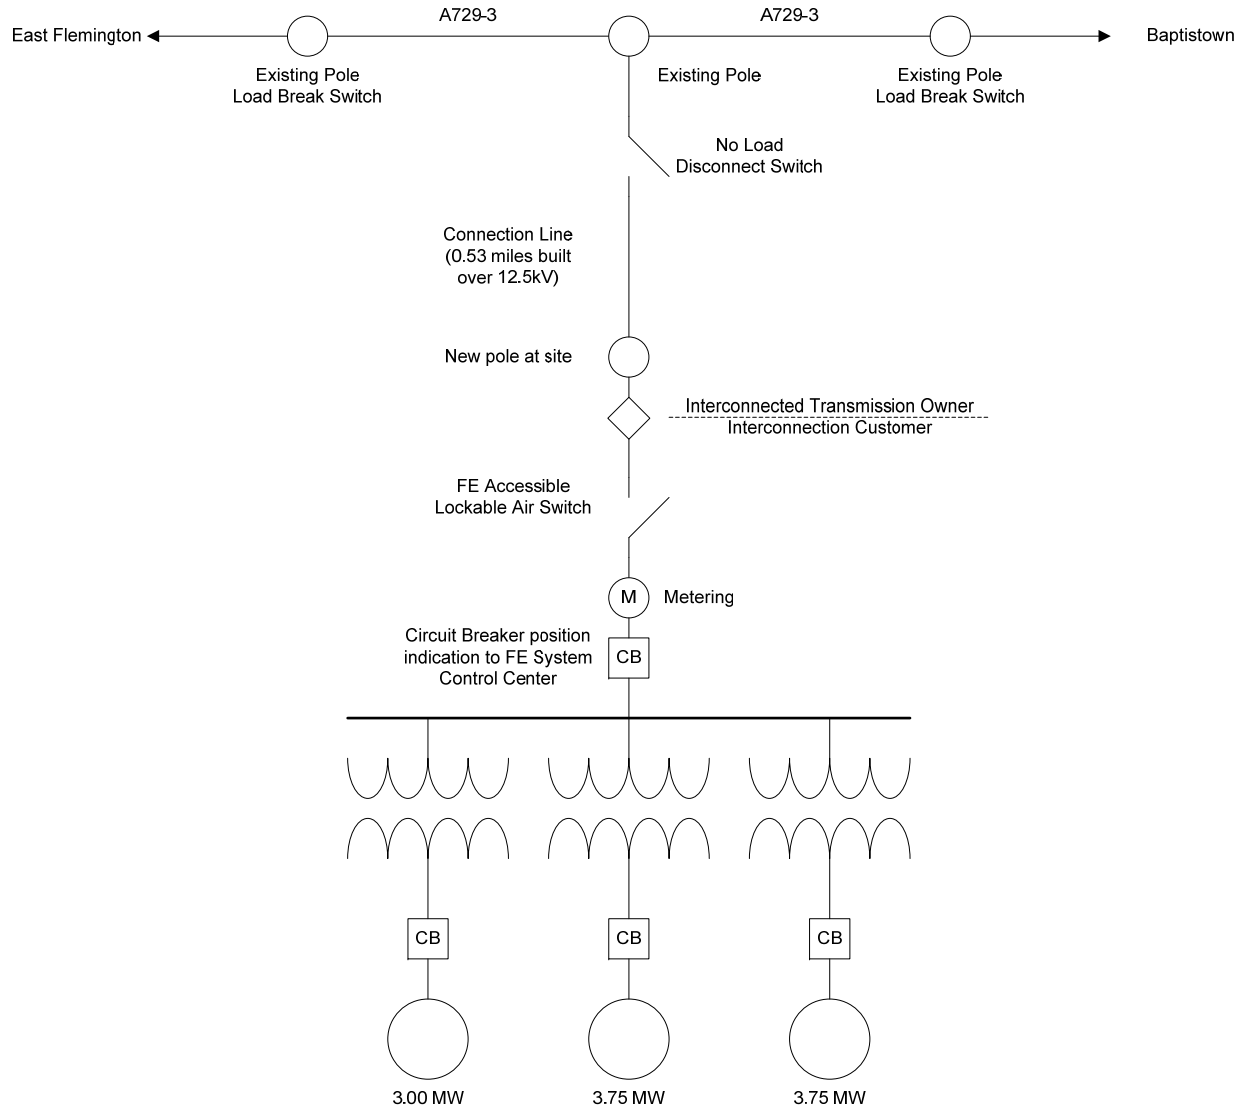 A729-3
A729-3
East Flemington
Baptistown
Existing Pole
Load Break Switch
Existing Pole
Existing Pole
Load Break Switch
No Load
Disconnect Switch
Connection Line
(0.53 miles built
over 12.5kV)
New pole at site
Interconnected Transmission Owner
Interconnection Customer
FE Accessible
Lockable Air Switch
M
Metering
Circuit Breaker position
indication to FE System
Control Center
CB
CB
CB
CB
3.00 MW
3.75 MW
3.75 MW